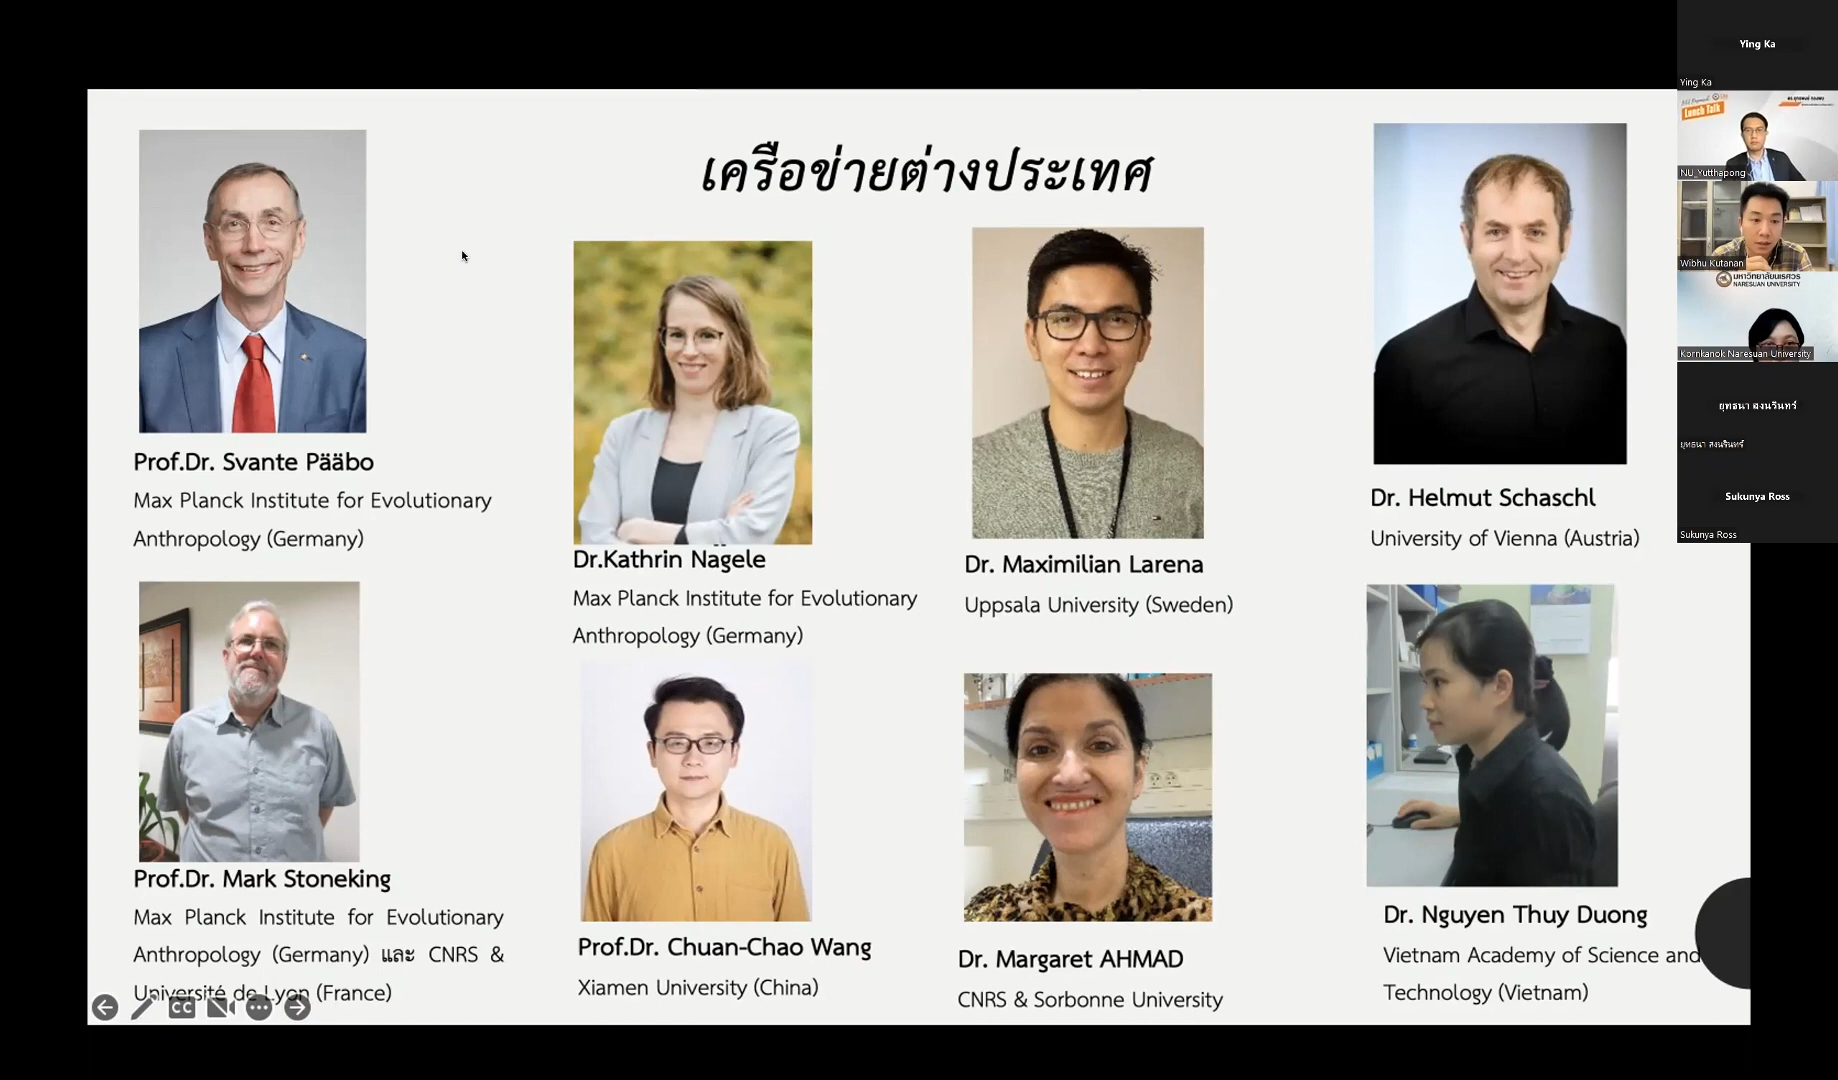 เครือข่ายต่างประเทศ
Prof.Dr. Svante Pääbo
Max Planck Institute for Evolutionary
Anthropology (Germany)
Dr.Kathrin Nägele
Max Planck Institute for Evolutionary
Anthropology (Germany)
Dr. Maximilian Larena
Uppsala University (Sweden)
Dr. Helmut Schaschl
University of Vienna (Austria)
Prof.Dr. Mark Stoneking
Max Planck Institute for Evolutionary
Anthropology (Germany) และ CNRS &
Université de Lyon (France)
Prof.Dr. Chuan-Chao Wang
Xiamen University (China)
Dr. Margaret AHMAD
CNRS & Sorbonne University
Dr. Nguyen Thuy Duong
Vietnam Academy of Science and
Technology (Vietnam)
CC
Ying Ka
Ying Ka
Lunch Talk
NU_Yutthapong
Wibhu Kutanan
มหาวิทยาลัยนเรศวร
NARESUAN UNIVERSITY
Kornkanok Naresuan University
ยุทธนา สงนรินทร์
ยุทธนา สงนรินทร์
Sukunya Ross
Sukunya Ross